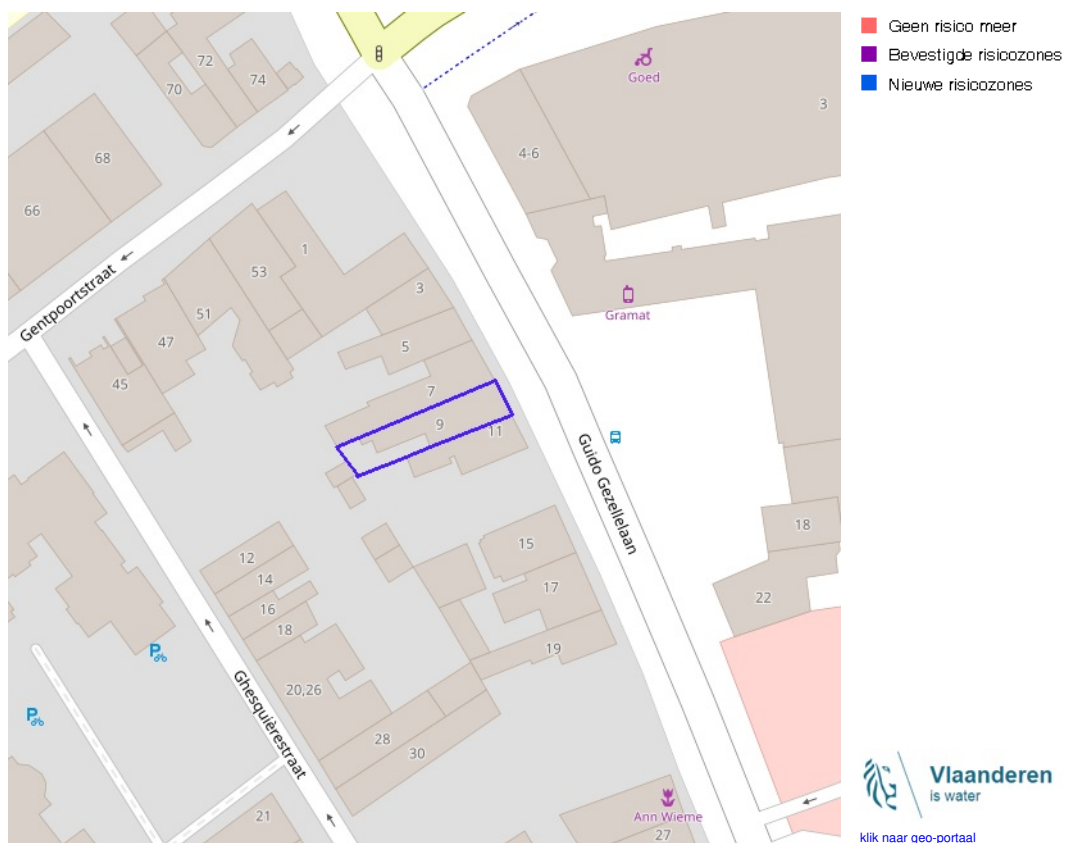 Geen risico meer
Bevestigde risicozones
Nieuwe risicozones
72
70
74
Goed
3
4-6
68
66
1
53
3
51
Gentpoortstraat
Gramat
47
5
45
7
9
11
Guido Gezellelaan
18
15
12
14
17
22
16
18
19
P
Ghesquièrestraat
20,26
P
28
30
Ann Wieme
21
27
Vlaanderen
is water
klik naar geo-portaal